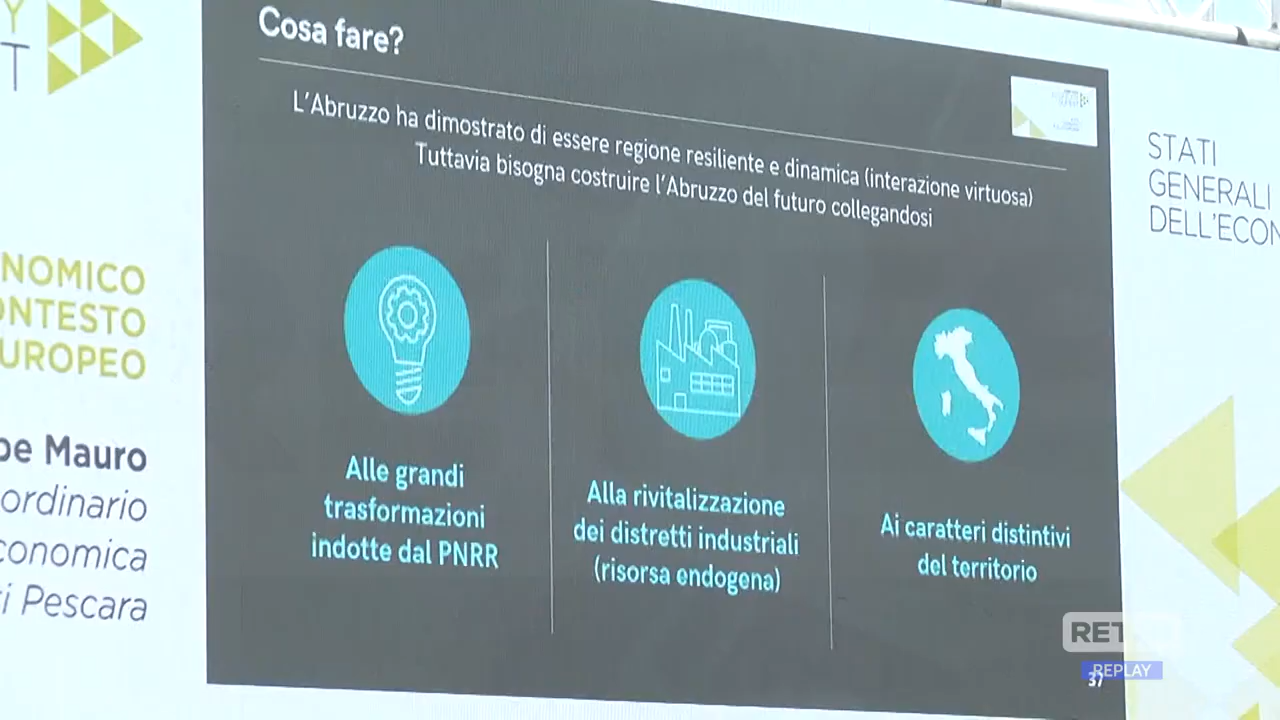 Y
T
NOMICO
ONTESTO
UROPEO
pe Mauro
ordinario
conomica
ti Pescara
Cosa fare?
L'Abruzzo ha dimostrato di essere regione resiliente e dinamica (interazione virtuosa)
Tuttavia bisogna costruire l'Abruzzo del futuro collegandosi
Alle grandi
trasformazioni
indotte dal PNRR
Alla rivitalizzazione
dei distretti industriali
(risorsa endogena)
Ai caratteri distintivi
del territorio
37
STATI
GENERALI
DELL'ECON
REPLAY